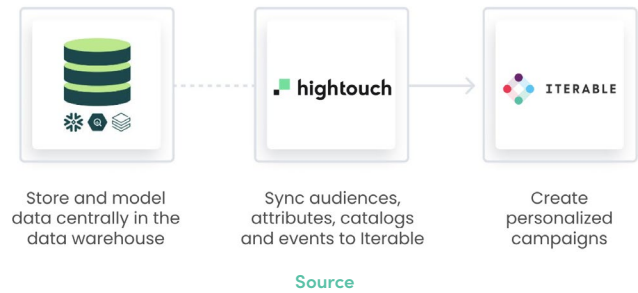 hightouch
ITERABLE
Store and model
data centrally in the
data warehouse
Sync audiences,
attributes, catalogs
and events to Iterable
Create
personalized
campaigns
Source